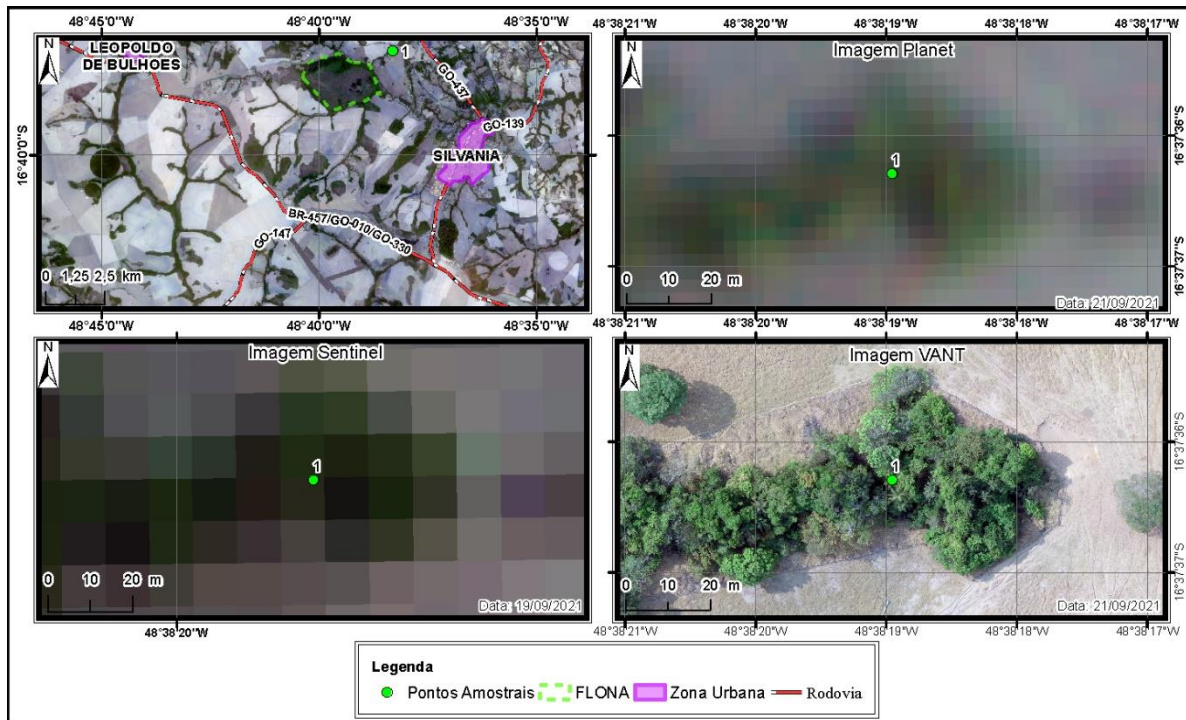 48°45'0"W 48°40'0"W 48°35'0"W
48°38'21"W 48°38'20"W 48°38'19"W 48°38'18"W 48°38'17"W
N
LEOPOLDO
DE BULHOES
1
GO-437
GO-139
SILVANIA
BR-457/GO-010/GO-330
GO-147
16°40'0"S
0 1,25 2,5 km
48°45'0"W 48°40'0"W 48°35'0"W
N
Imagem Planet
1
16°37'36"S
16°37'37"S
0 10 20 m
Data: 21/09/2021
48°38'21"W 48°38'20"W 48°38'19"W 48°38'18"W 48°38'17"W
N
Imagem Sentinel
1
0 10 20 m
Data: 19/09/2021
48°38'20"W
N
Imagem VANT
1
16°37'36"S
16°37'37"S
0 10 20 m
Data: 21/09/2021
48°38'21"W 48°38'20"W 48°38'19"W 48°38'18"W 48°38'17"W
Legenda
Pontos Amostrais FLONA Zona Urbana Rodovia